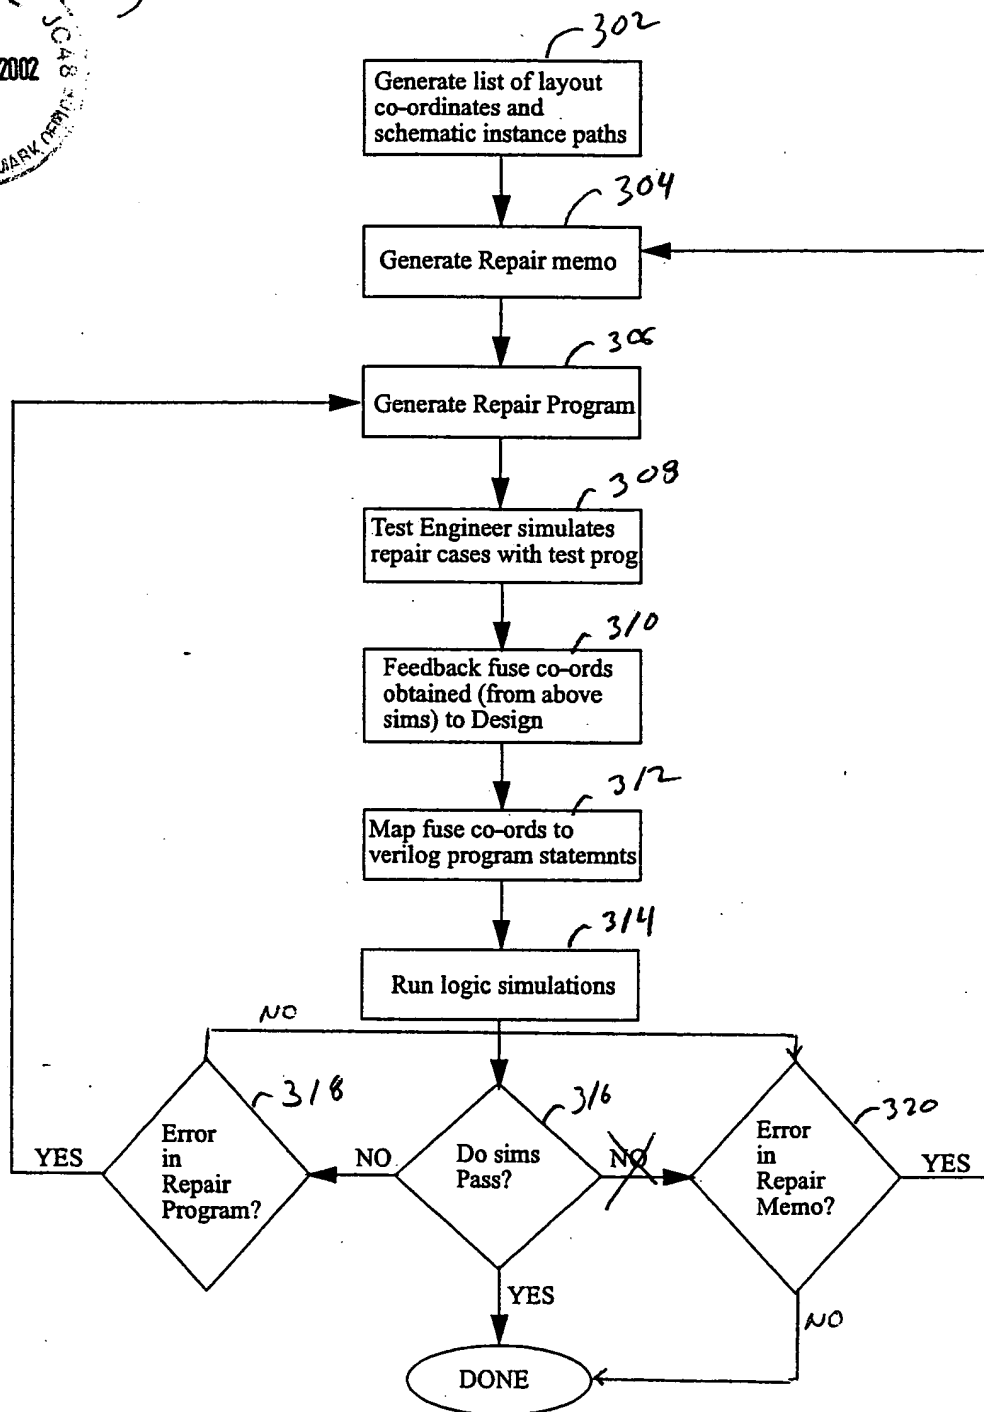 302
2002
JC48
Generate list of layout
co-ordinates and
schematic instance paths
304
Generate Repair memo
306
Generate Repair Program
308
Test Engineer simulates
repair cases with test prog
310
Feedback fuse co-ords
obtained (from above
sims) to Design
312
Map fuse co-ords to
verilog program statemnts
314
Run logic simulations
NO
318
316
320
Error
in
Repair
Program?
YES
NO
Do sims
Pass?
NO
Error
in
Repair
Memo?
YES
YES
NO
DONE